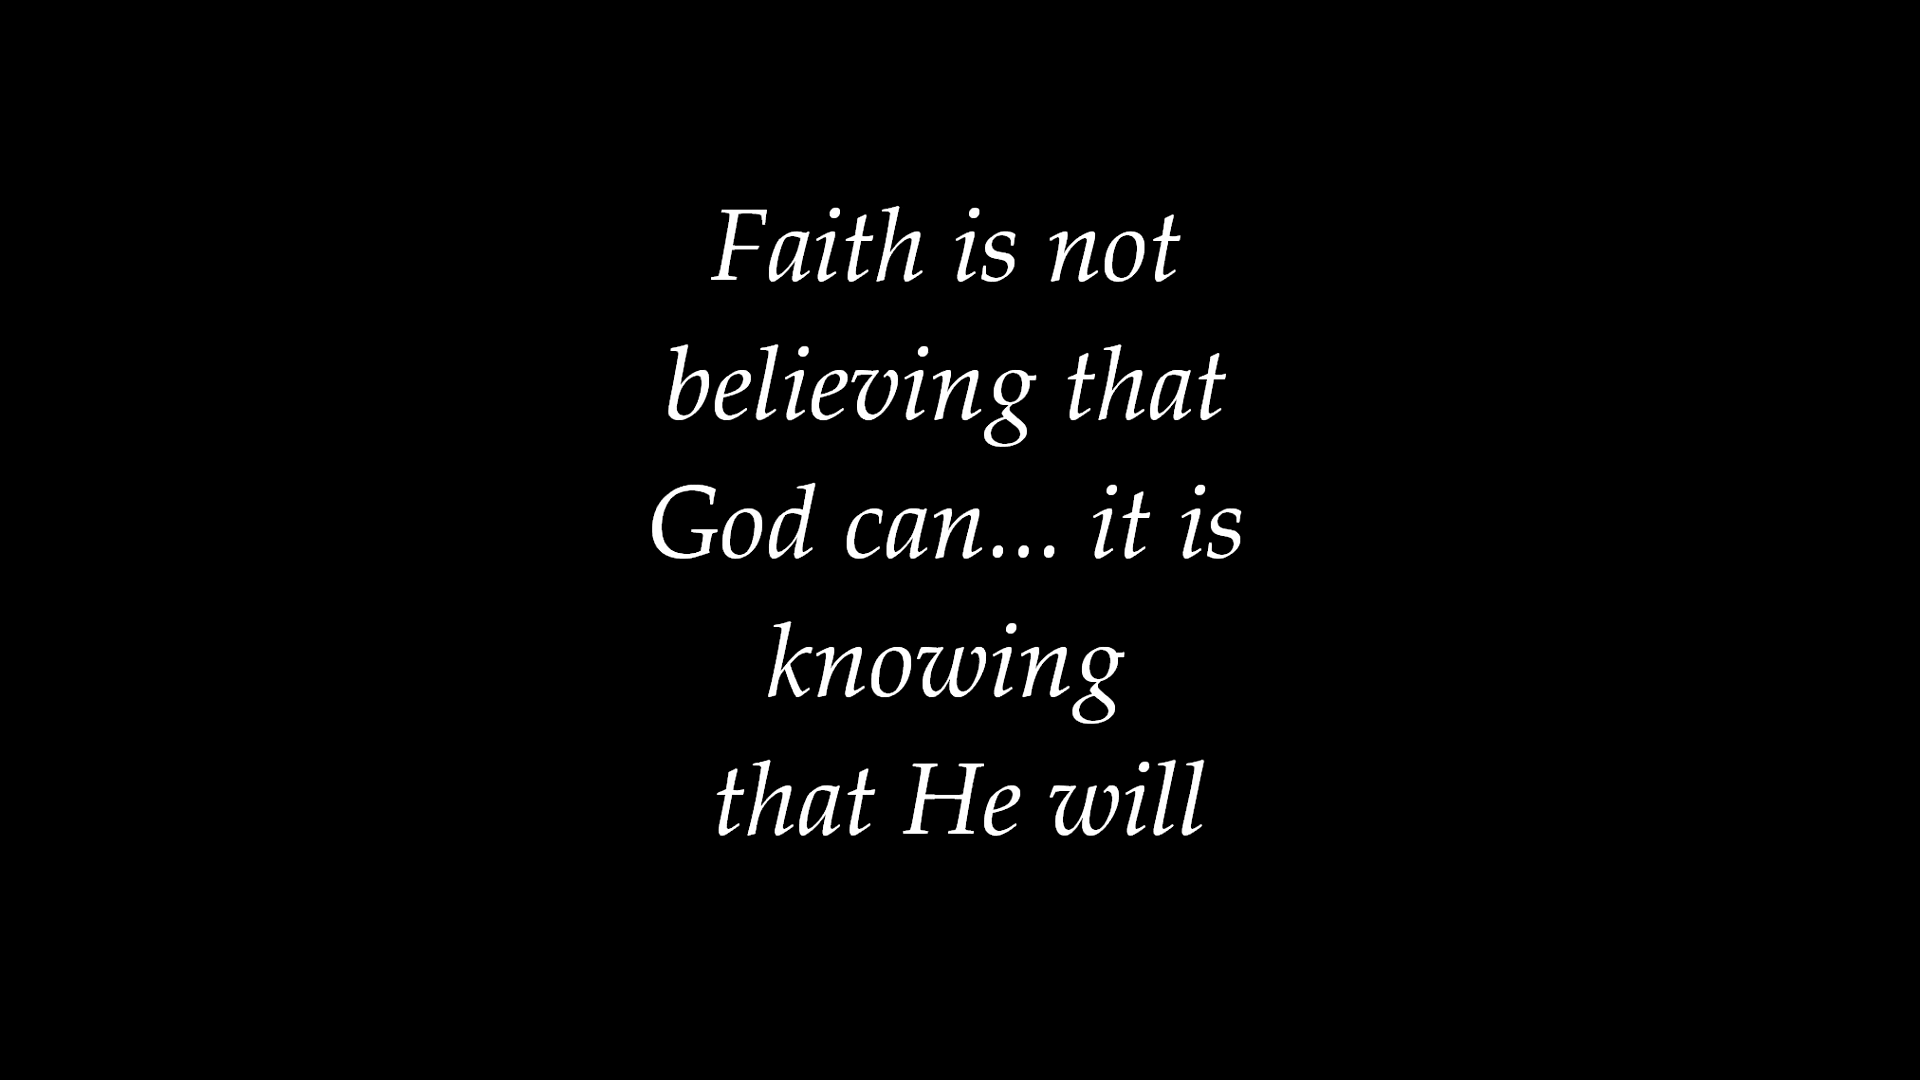 Faith is not
believing that
God can... it is
knowing
that He will